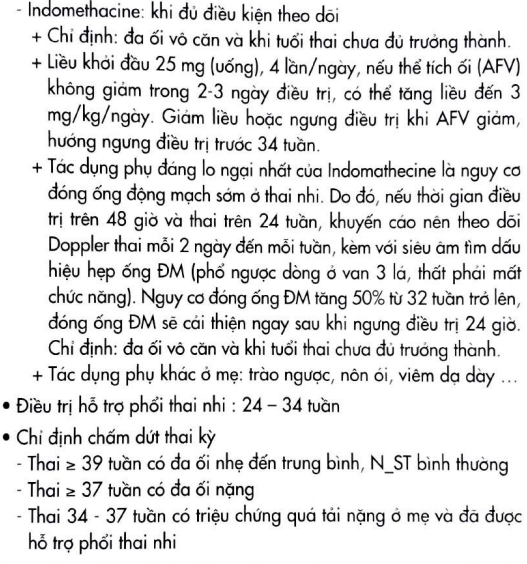 - Indomethacine: khi đủ điều kiện theo dõi
+ Chỉ định: đa ối vô căn và khi tuổi thai chưa đủ trưởng thành.
+ Liều khởi đầu 25 mg (uống), 4 lần/ngày, nếu thể tích ối (AFV)
không giảm trong 2-3 ngày điều trị, có thể tăng liều đến 3
mg/kg/ngày. Giảm liều hoặc ngưng điều trị khi AFV giảm,
hướng ngưng điều trị trước 34 tuần.
+ Tác dụng phụ đáng lo ngại nhất của Indomathecine là nguy cơ
đóng ống động mạch sớm ở thai nhi. Do đó, nếu thời gian điều
trị trên 48 giờ và thai trên 24 tuần, khuyến cáo nên theo dõi
Doppler thai mỗi 2 ngày đến mỗi tuần, kèm với siêu âm tìm dấu
hiệu hẹp ống ĐM (phổ ngược dòng ở van 3 lá, thất phải mất
chức năng). Nguy cơ đóng ống ĐM tăng 50% từ 32 tuần trở lên,
đóng ống ĐM sẽ cải thiện ngay sau khi ngưng điều trị 24 giờ.
Chỉ định: đa ối vô căn và khi tuổi thai chưa đủ trưởng thành.
+ Tác dụng phụ khác ở mẹ: trào ngược, nôn ói, viêm dạ dày ...
• Điều trị hỗ trợ phổi thai nhi : 24 – 34 tuần
• Chỉ định chấm dứt thai kỳ
- Thai ≥ 39 tuần có đa ối nhẹ đến trung bình, N_ST bình thường
- Thai ≥ 37 tuần có đa ối nặng
- Thai 34 - 37 tuần có triệu chứng quá tải nặng ở mẹ và đã được
hỗ trợ phổi thai nhi